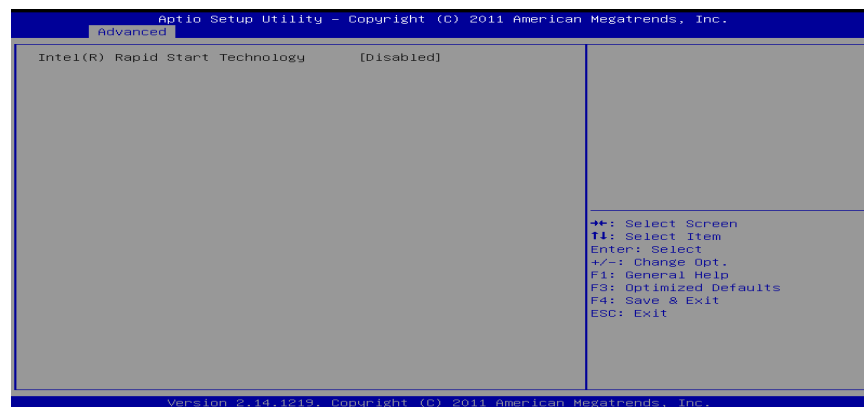 Aptio Setup Utility – Copyright (C) 2011 American Megatrends, Inc.
Advanced
Intel(R) Rapid Start Technology [Disabled]
→←: Select Screen
↑↓: Select Item
Enter: Select
+/-: Change Opt.
F1: General Help
F3: Optimized Defaults
F4: Save & Exit
ESC: Exit
Version 2.14.1219. Copyright (C) 2011 American Megatrends, Inc.